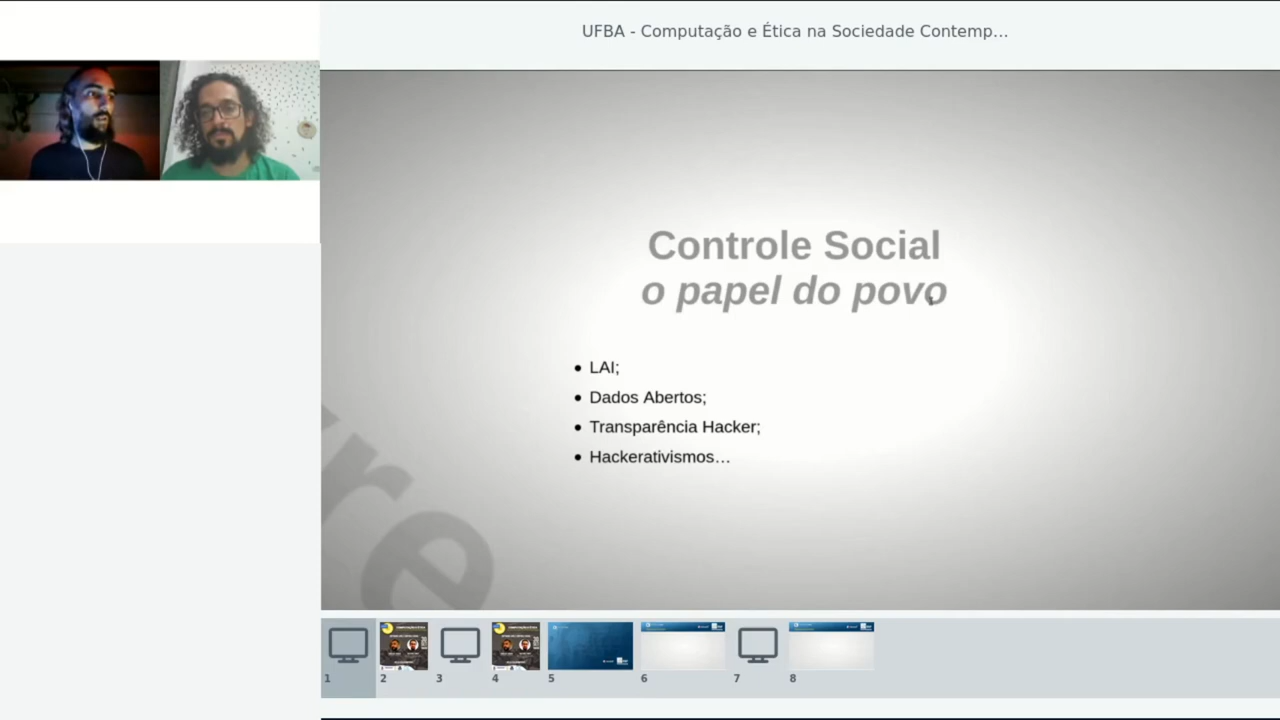 UFBA - Computação e Ética na Sociedade Contemp...
Controle Social
o papel do povo
• LAI;
• Dados Abertos;
• Transparência Hacker;
• Hackerativismos...
re
1 2 3 4 5 6 7 8